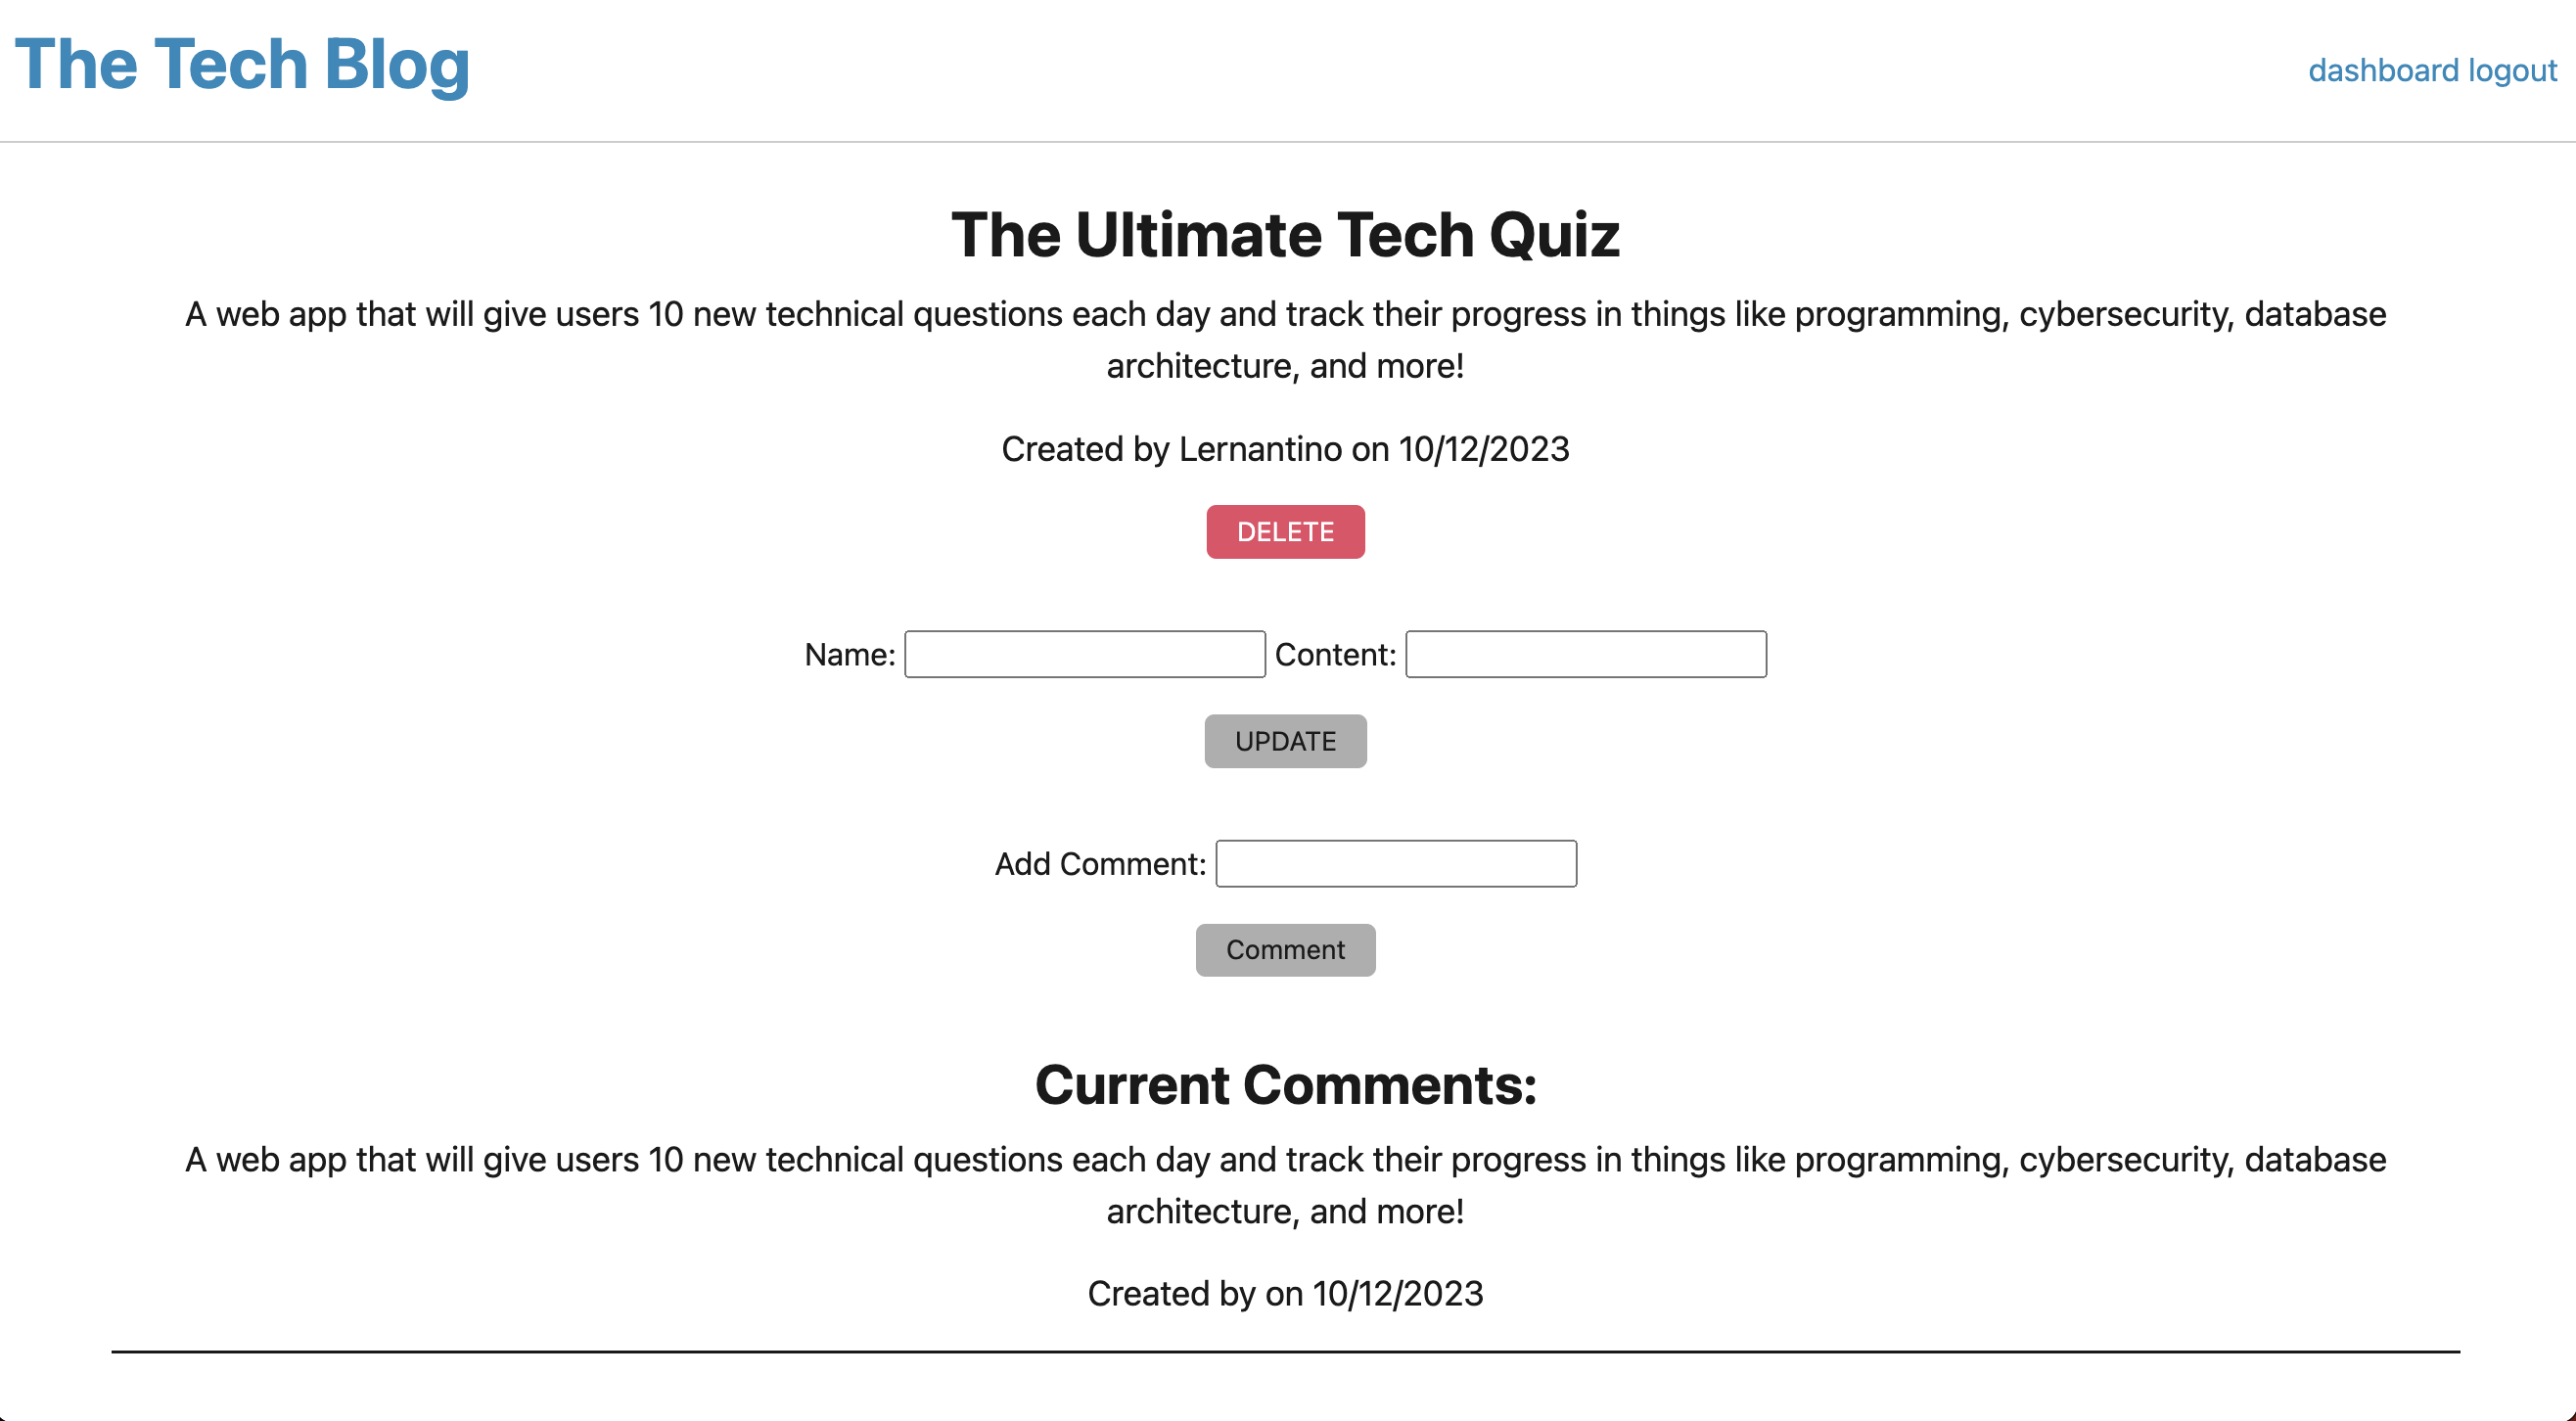 The Tech Blog
dashboard logout
The Ultimate Tech Quiz
A web app that will give users 10 new technical questions each day and track their progress in things like programming, cybersecurity, database
architecture, and more!
Created by Lernantino on 10/12/2023
DELETE
Name: Content:
UPDATE
Add Comment:
Comment
Current Comments:
A web app that will give users 10 new technical questions each day and track their progress in things like programming, cybersecurity, database
architecture, and more!
Created by on 10/12/2023